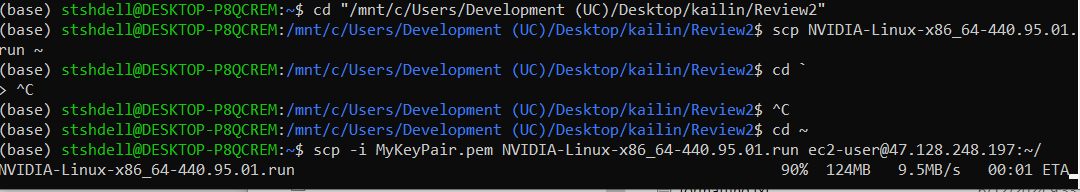 (base) stshdell@DESKTOP-P8QCREM:~$ cd "/mnt/c/Users/Development (UC)/Desktop/kailin/Review2"
(base) stshdell@DESKTOP-P8QCREM:/mnt/c/Users/Development (UC)/Desktop/kailin/Review2$ scp NVIDIA-Linux-x86_64-440.95.01.
run ~
(base) stshdell@DESKTOP-P8QCREM:/mnt/c/Users/Development (UC)/Desktop/kailin/Review2$ cd `
> ^C
(base) stshdell@DESKTOP-P8QCREM:/mnt/c/Users/Development (UC)/Desktop/kailin/Review2$ ^C
(base) stshdell@DESKTOP-P8QCREM:/mnt/c/Users/Development (UC)/Desktop/kailin/Review2$ cd ~
(base) stshdell@DESKTOP-P8QCREM:~$ scp -i MyKeyPair.pem NVIDIA-Linux-x86_64-440.95.01.run ec2-user@47.128.248.197:~/
NVIDIA-Linux-x86_64-440.95.01.run 90% 124MB 9.5MB/s 00:01 ETA